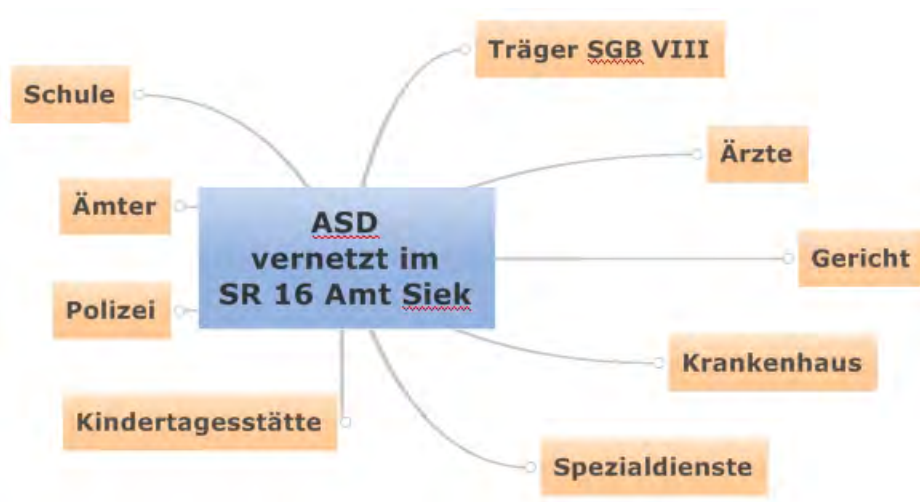 Träger SGB VIII
Schule
Ärzte
Ämter
ASD
vernetzt im
SR 16 Amt Siek
Gericht
Polizei
Krankenhaus
Kindertagesstätte
Spezialdienste